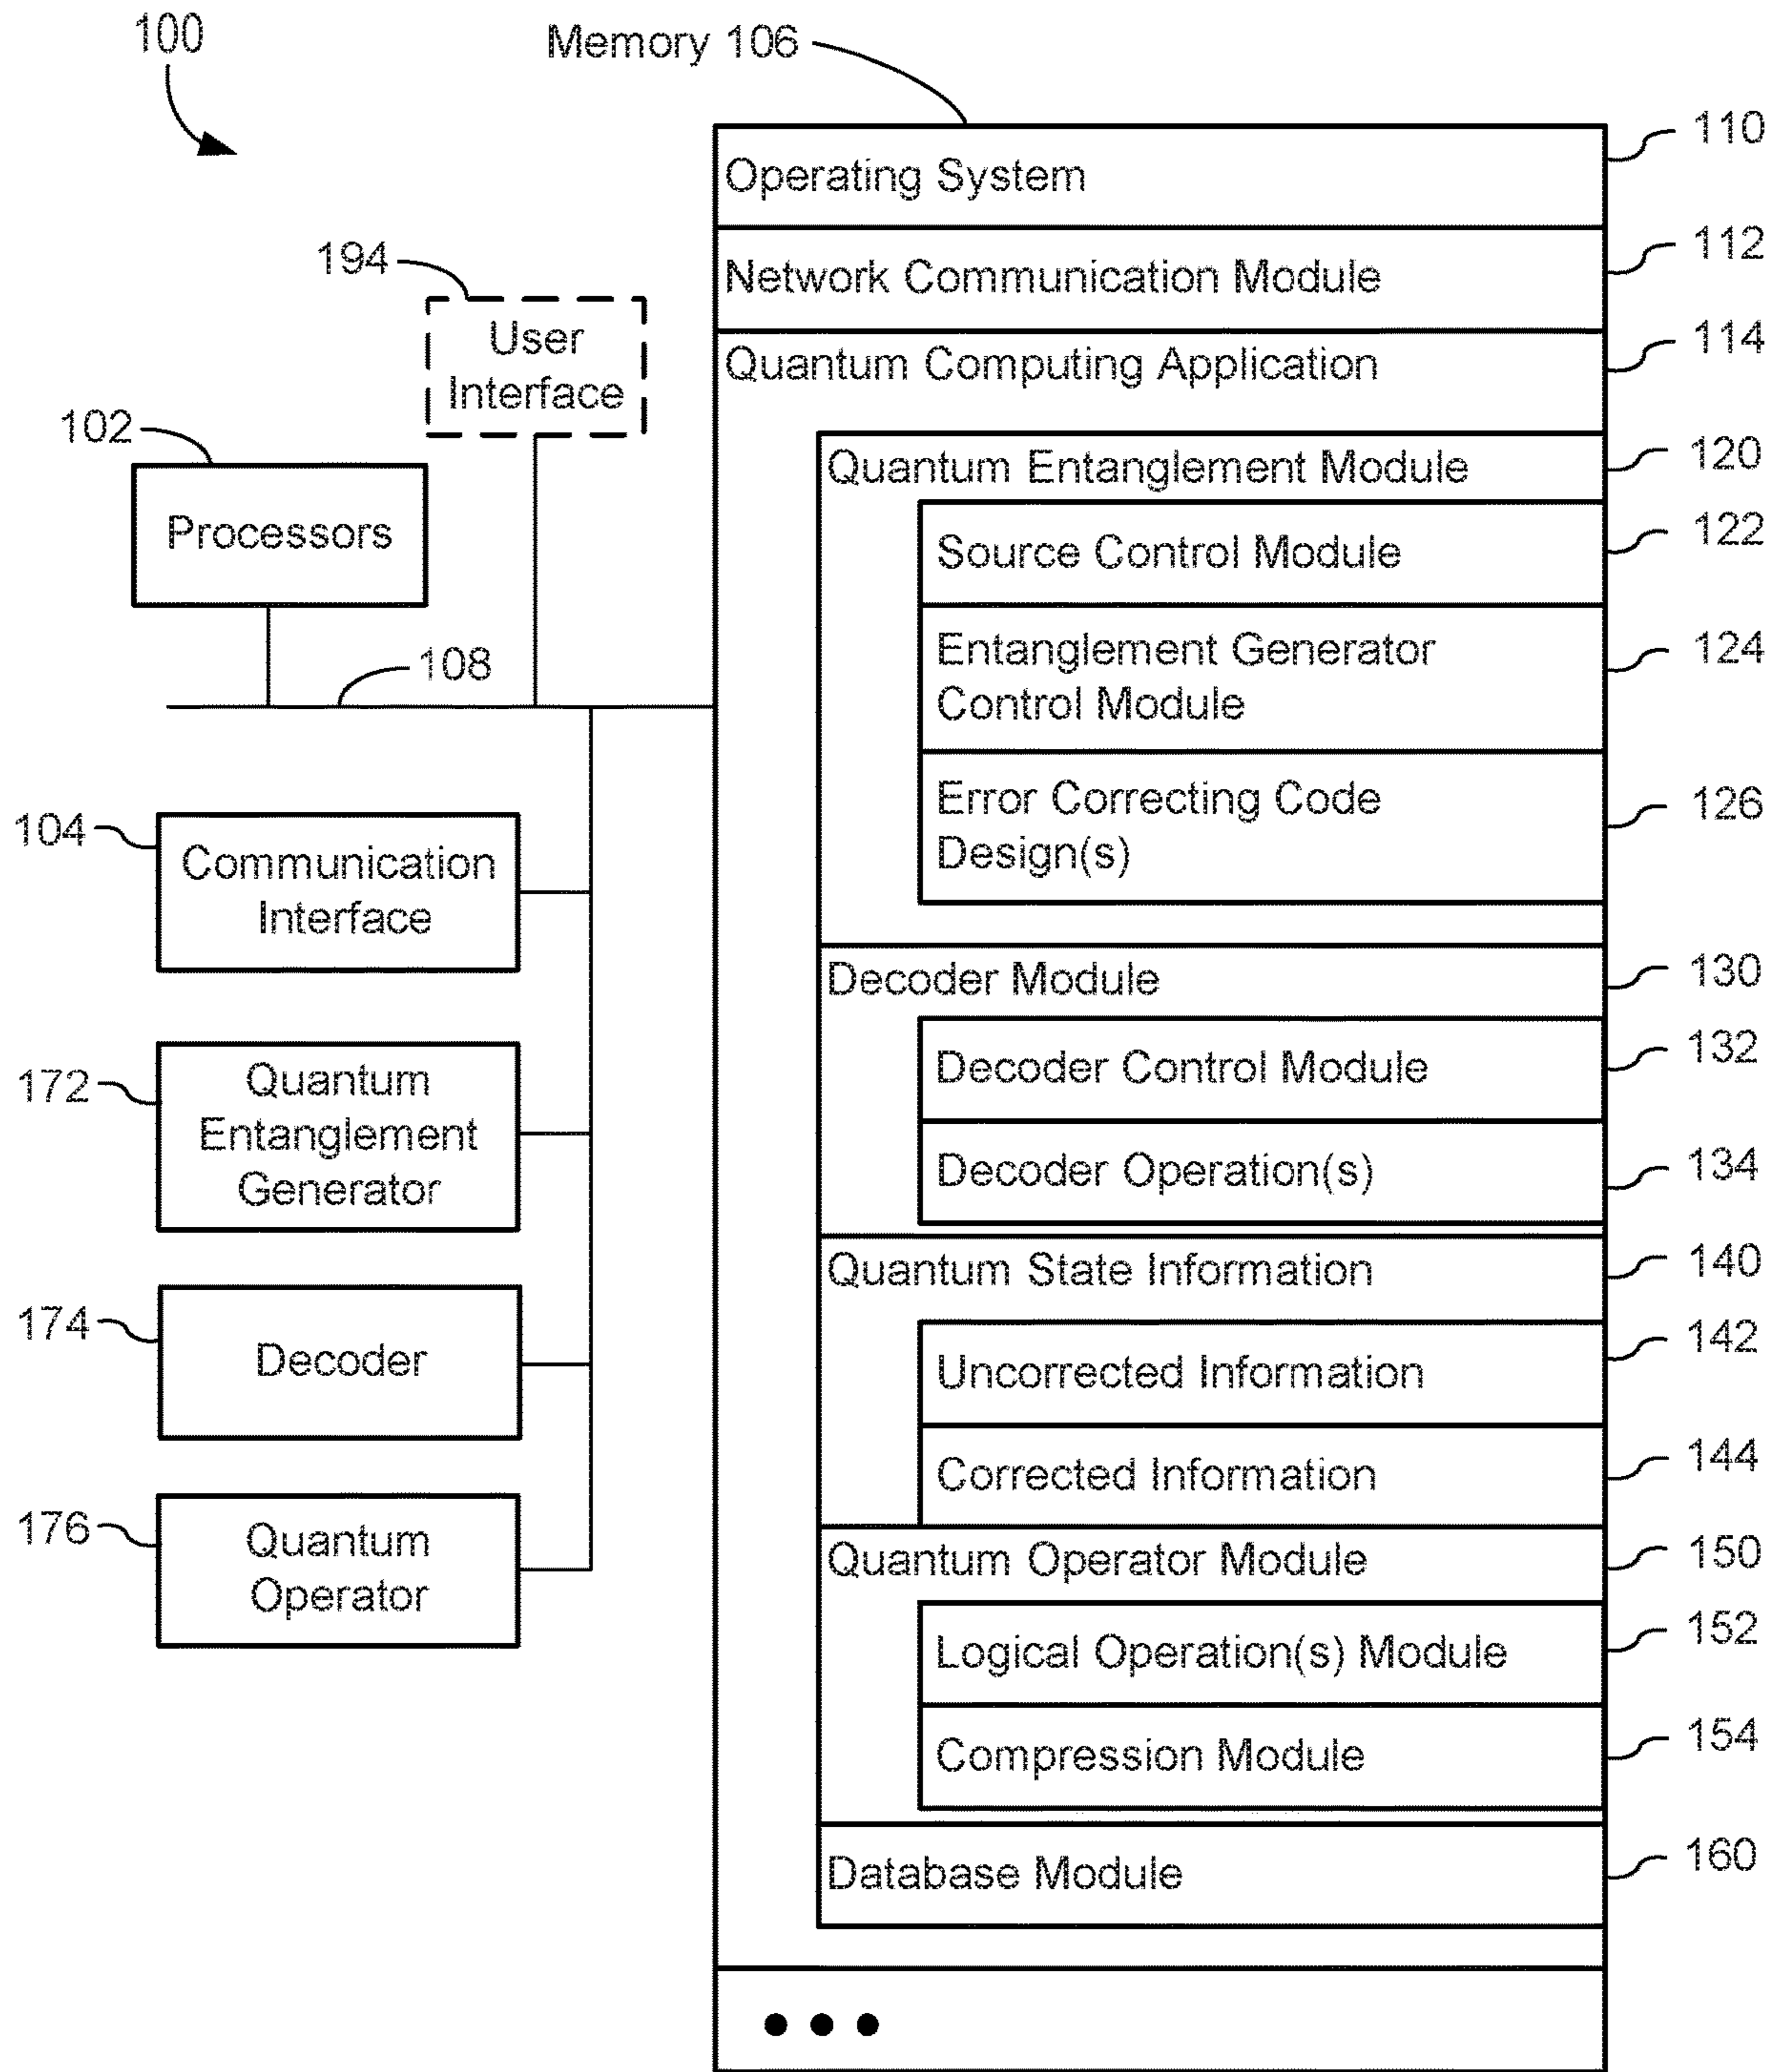 100
Memory 106
110
Operating System
112
Network Communication Module
194
User
Interface
114
Quantum Computing Application
102
Processors
120
Quantum Entanglement Module
122
Source Control Module
124
Entanglement Generator
Control Module
108
126
Error Correcting Code
Design(s)
104
Communication
Interface
130
Decoder Module
132
Decoder Control Module
172
Quantum
Entanglement
Generator
134
Decoder Operation(s)
140
Quantum State Information
174
Decoder
142
Uncorrected Information
144
Corrected Information
176
Quantum
Operator
150
Quantum Operator Module
152
Logical Operation(s) Module
154
Compression Module
160
Database Module